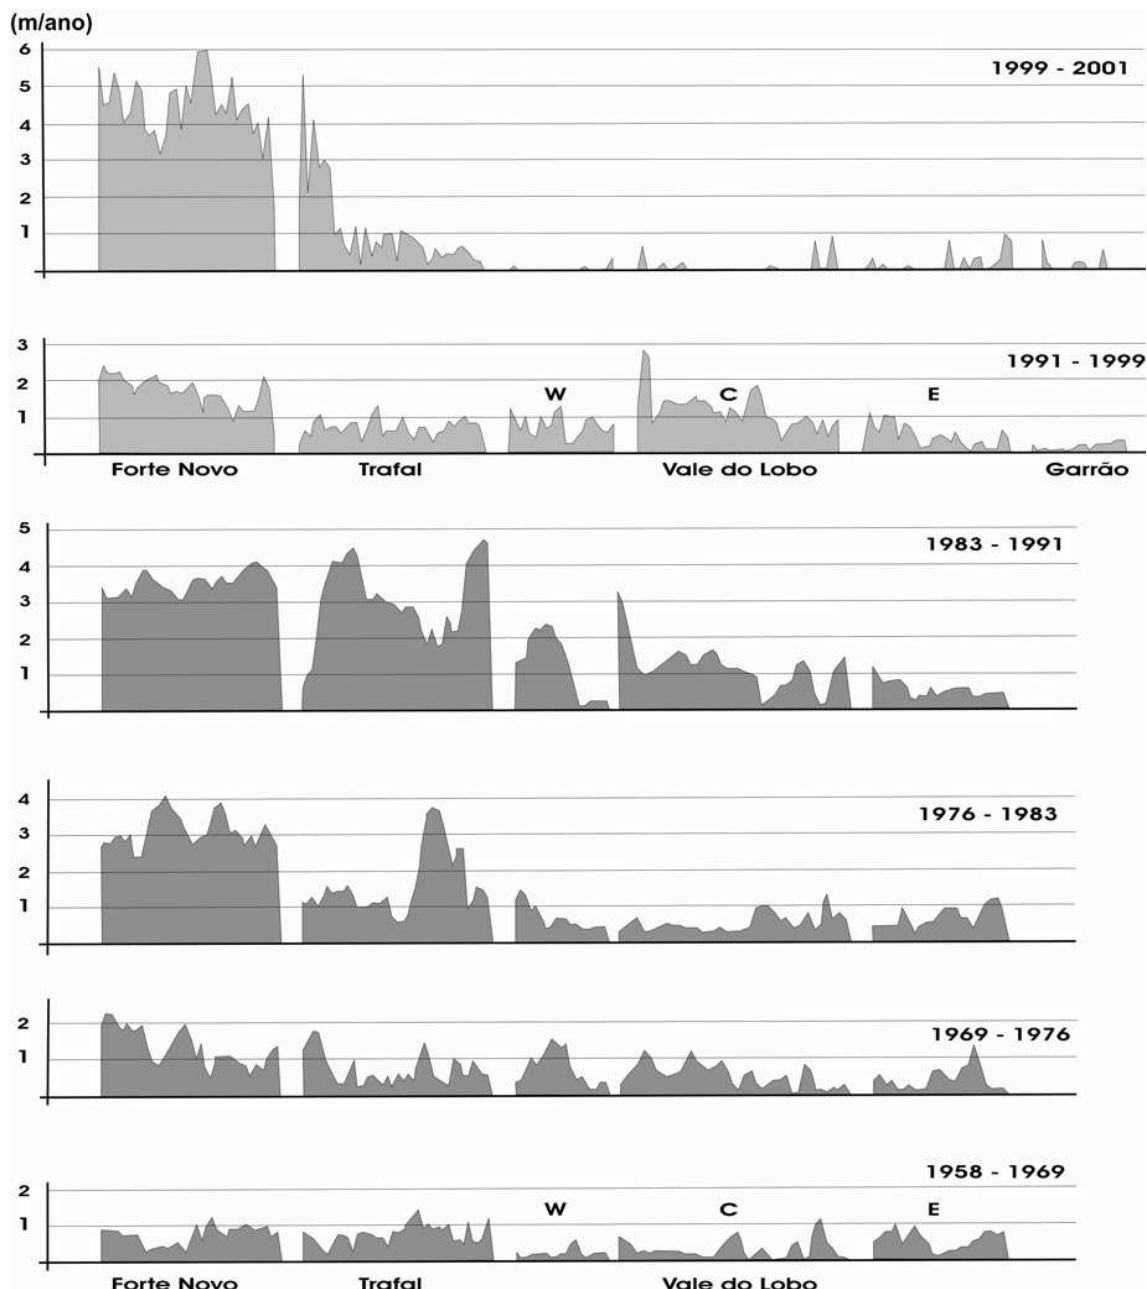 (m/ano)
6
1999 - 2001
5
4
3
2
1
3
1991 - 1999
2
W C E
1
Forte Novo Trafal Vale do Lobo Garrão
5
1983 - 1991
4
3
2
1
4
1976 - 1983
3
2
1
2
1969 - 1976
1
1958 - 1969
2
W C E
1
Forte Novo Trafal Vale do Lobo